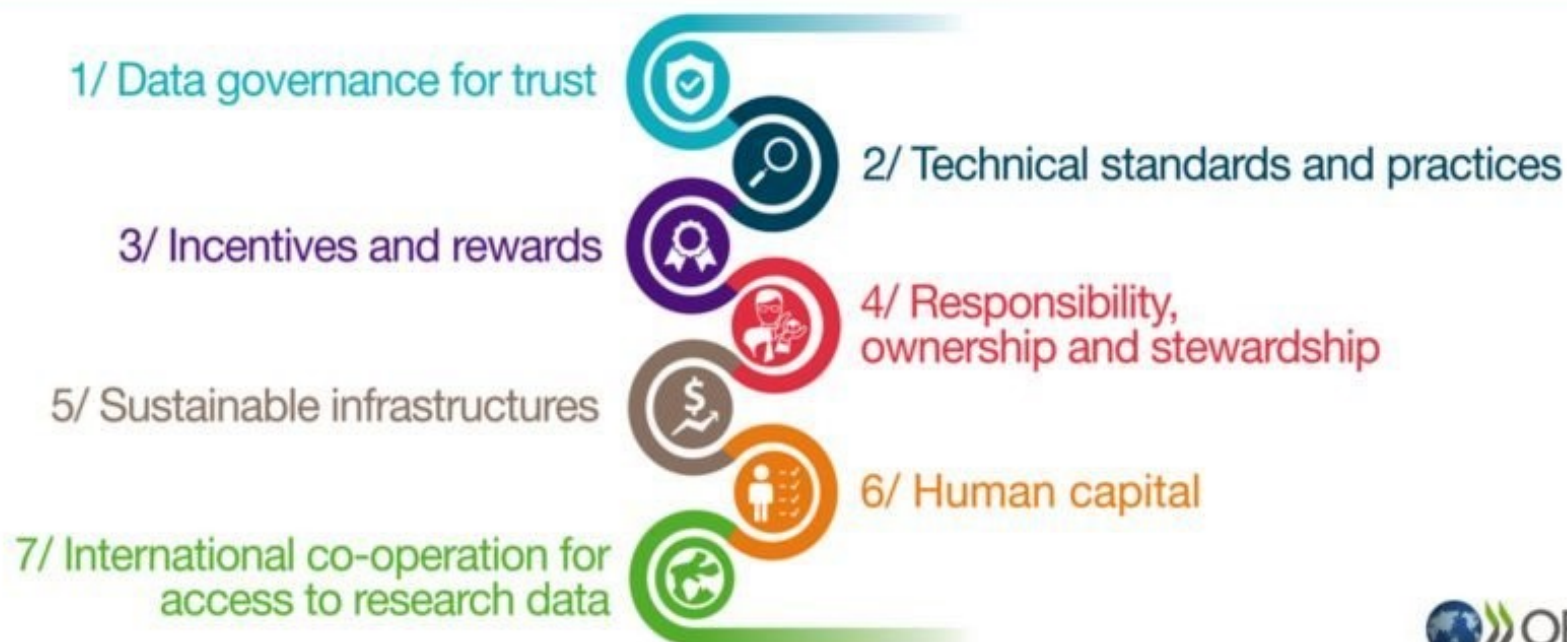 1/ Data governance for trust
2/ Technical standards and practices
3/ Incentives and rewards
4/ Responsibility,
ownership and stewardship
$
5/ Sustainable infrastructures
6/ Human capital
7/ International co-operation for
access to research data